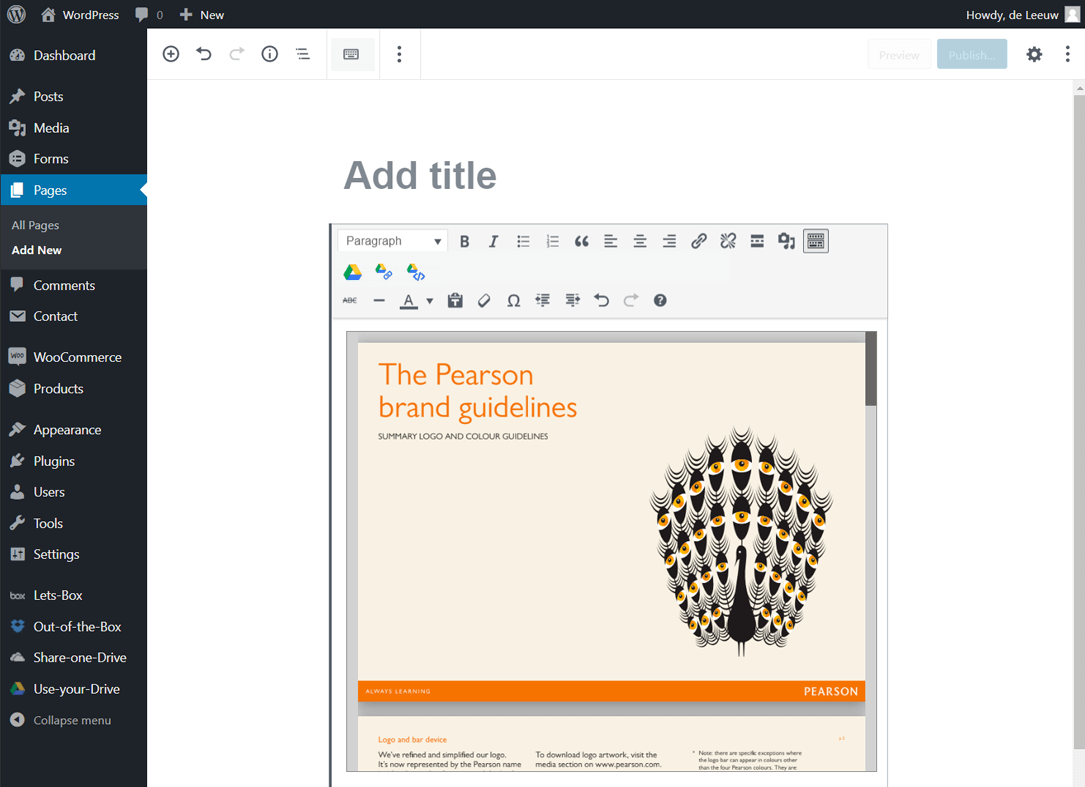 WordPress
0
New
Howdy, de Leeuw
Dashboard
Posts
Media
Forms
Pages
All Pages
Add New
Comments
Contact
WOO
WooCommerce
Products
Appearance
Plugins
Users
Tools
Settings
box
Lets-Box
Out-of-the-Box
Share-one-Drive
Use-your-Drive
Collapse menu
Preview
Publish...
Add title
Paragraph
B I
ABC
A
Ω
The Pearson
brand guidelines
SUMMARY LOGO AND COLOUR GUIDELINES
ALWAYS LEARNING
PEARSON
Logo and bar device
We've refined and simplified our logo.
It's now represented by the Pearson name
To download logo artwork, visit the
media section on www.pearson.com.
* Note: there are specific exceptions where
the logo bar can appear in colours other
than the four Pearson colours. They are